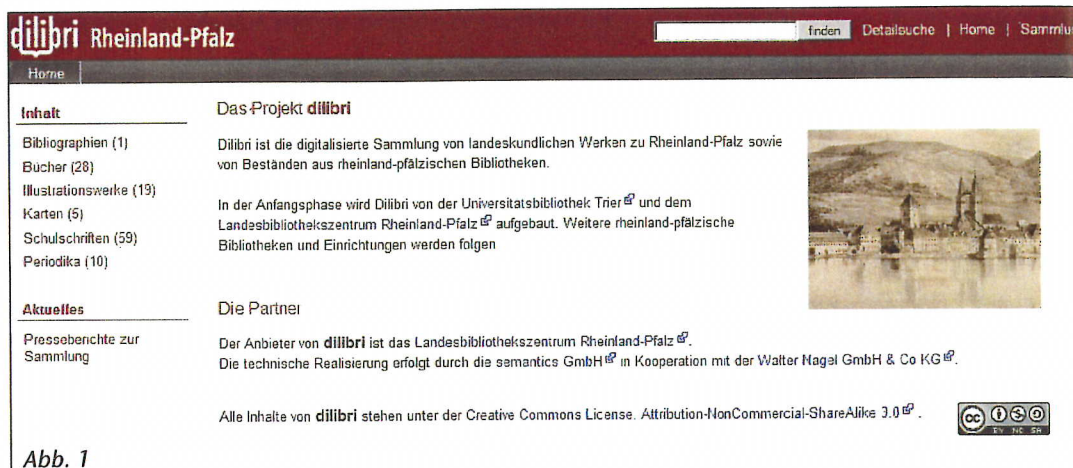 dilibri Rheinland-Pfalz
finden Detailsuche | Home | Sammlu
Home
Inhalt
Bibliographien (1)
Bücher (28)
Illustrationswerke (19)
Karten (5)
Schulschriften (59)
Periodika (10)
Aktuelles
Presseberichte zur
Sammlung
Das Projekt dilibri
Dilibri ist die digitalisierte Sammlung von landeskundlichen Werken zu Rheinland-Pfalz sowie
von Beständen aus rheinland-pfälzischen Bibliotheken.
In der Anfangsphase wird Dilibri von der Universitätsbibliothek Trier und dem
Landesbibliothekszentrum Rheinland-Pfalz aufgebaut. Weitere rheinland-pfälzische
Bibliotheken und Einrichtungen werden folgen
Die Partner
Der Anbieter von dilibri ist das Landesbibliothekszentrum Rheinland-Pfalz.
Die technische Realisierung erfolgt durch die semantics GmbH in Kooperation mit der Walter Nagel GmbH & Co KG.
Alle Inhalte von dilibri stehen unter der Creative Commons License. Attribution-NonCommercial-ShareAlike 3.0 .
cc BY NC SA
Abb. 1